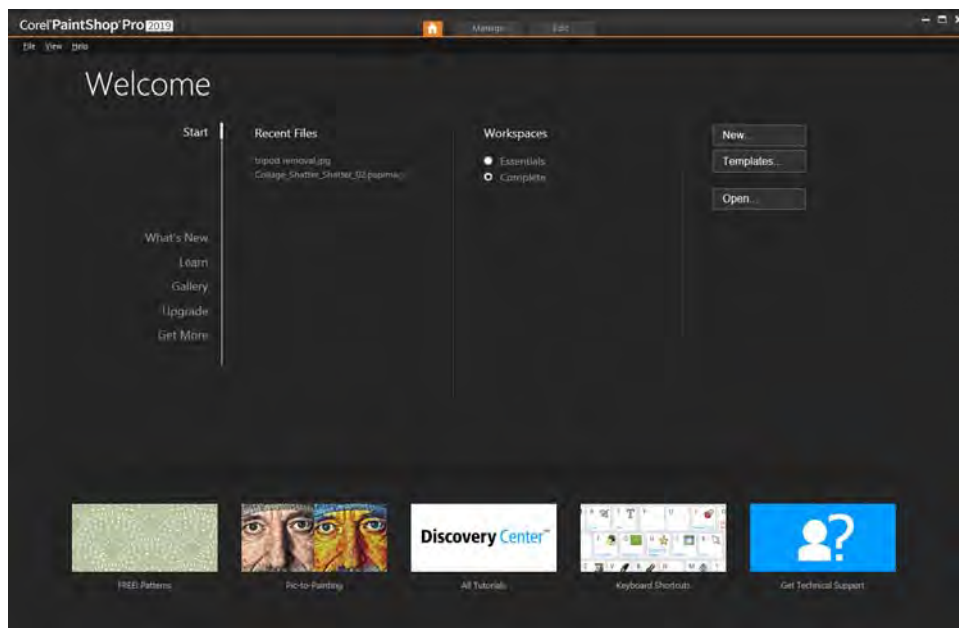 Corel PaintShop Pro 2019
Manage
Edit
File View Help
Welcome
Start
What's New
Learn
Gallery
Upgrade
Get More
Recent Files
tripod removal.jpg
Workspaces
Essentials
Complete
New...
Templates...
Open...
Discovery Center™
FREE! Patterns
Pic-to-Painting
All Tutorials
Keyboard Shortcuts
Get Technical Support